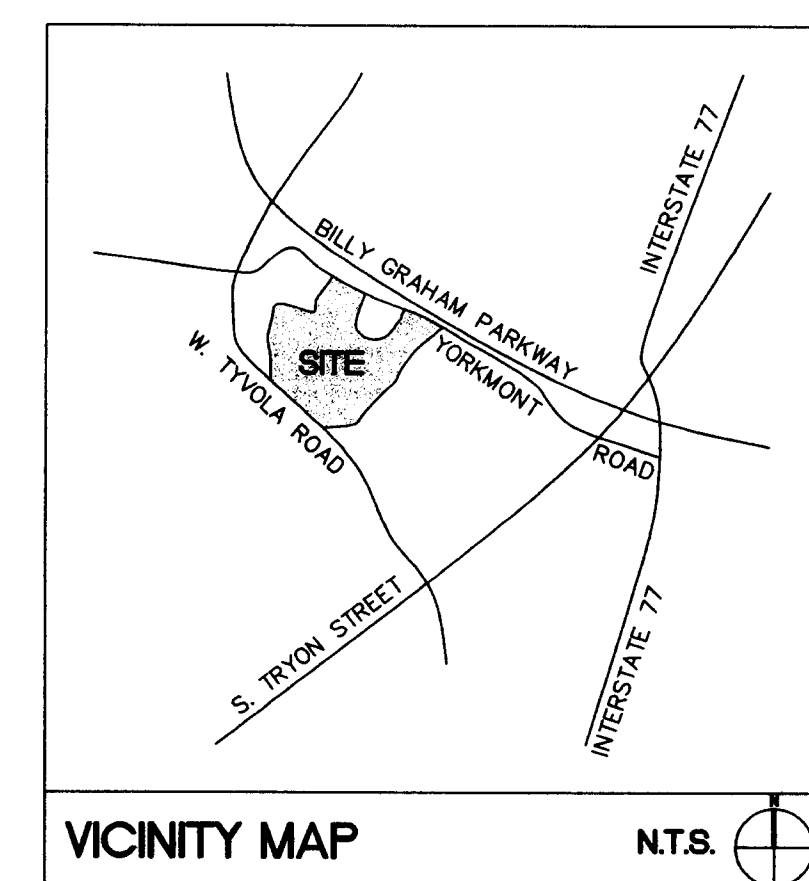 INTERSTATE 77
BILLY GRAHAM PARKWAY
SITE
YORKMONT
W. TYVOLA ROAD
ROAD
S. TRYON STREET
INTERSTATE 77
VICINITY MAP
N.T.S.
N